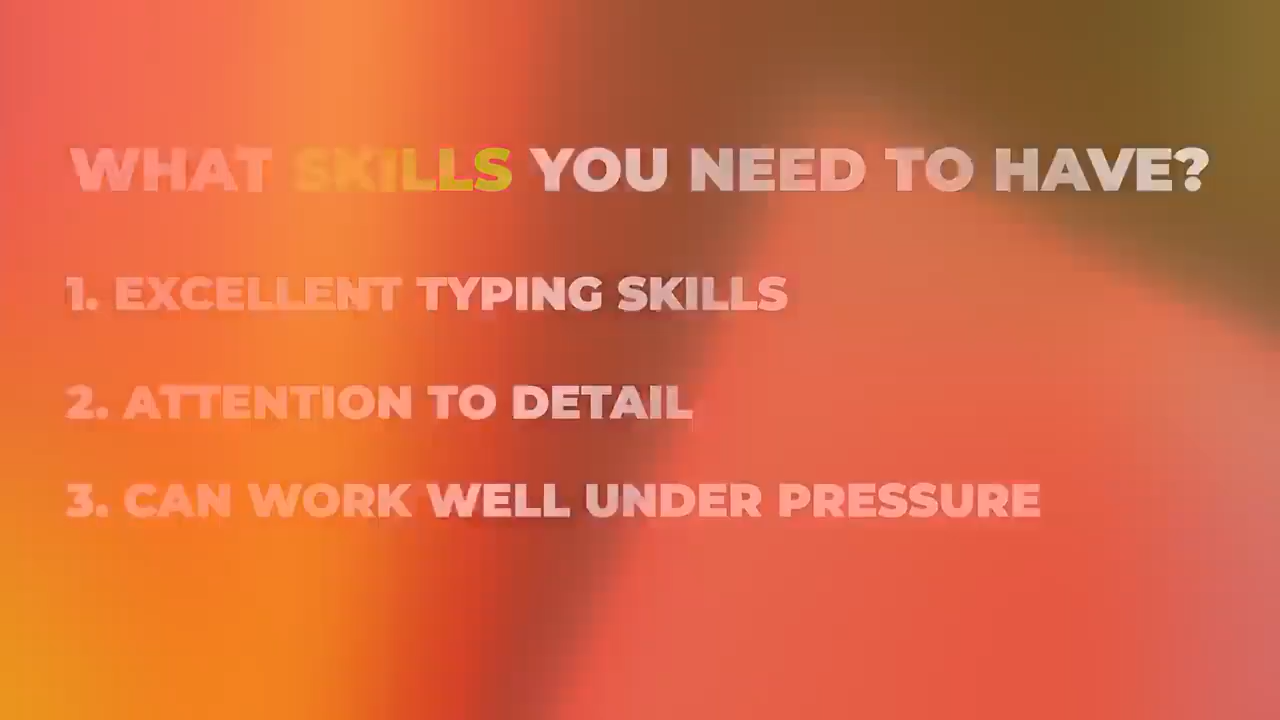 WHAT SKILLS YOU NEED TO HAVE?
1. EXCELLENT TYPING SKILLS
2. ATTENTION TO DETAIL
3. CAN WORK WELL UNDER PRESSURE